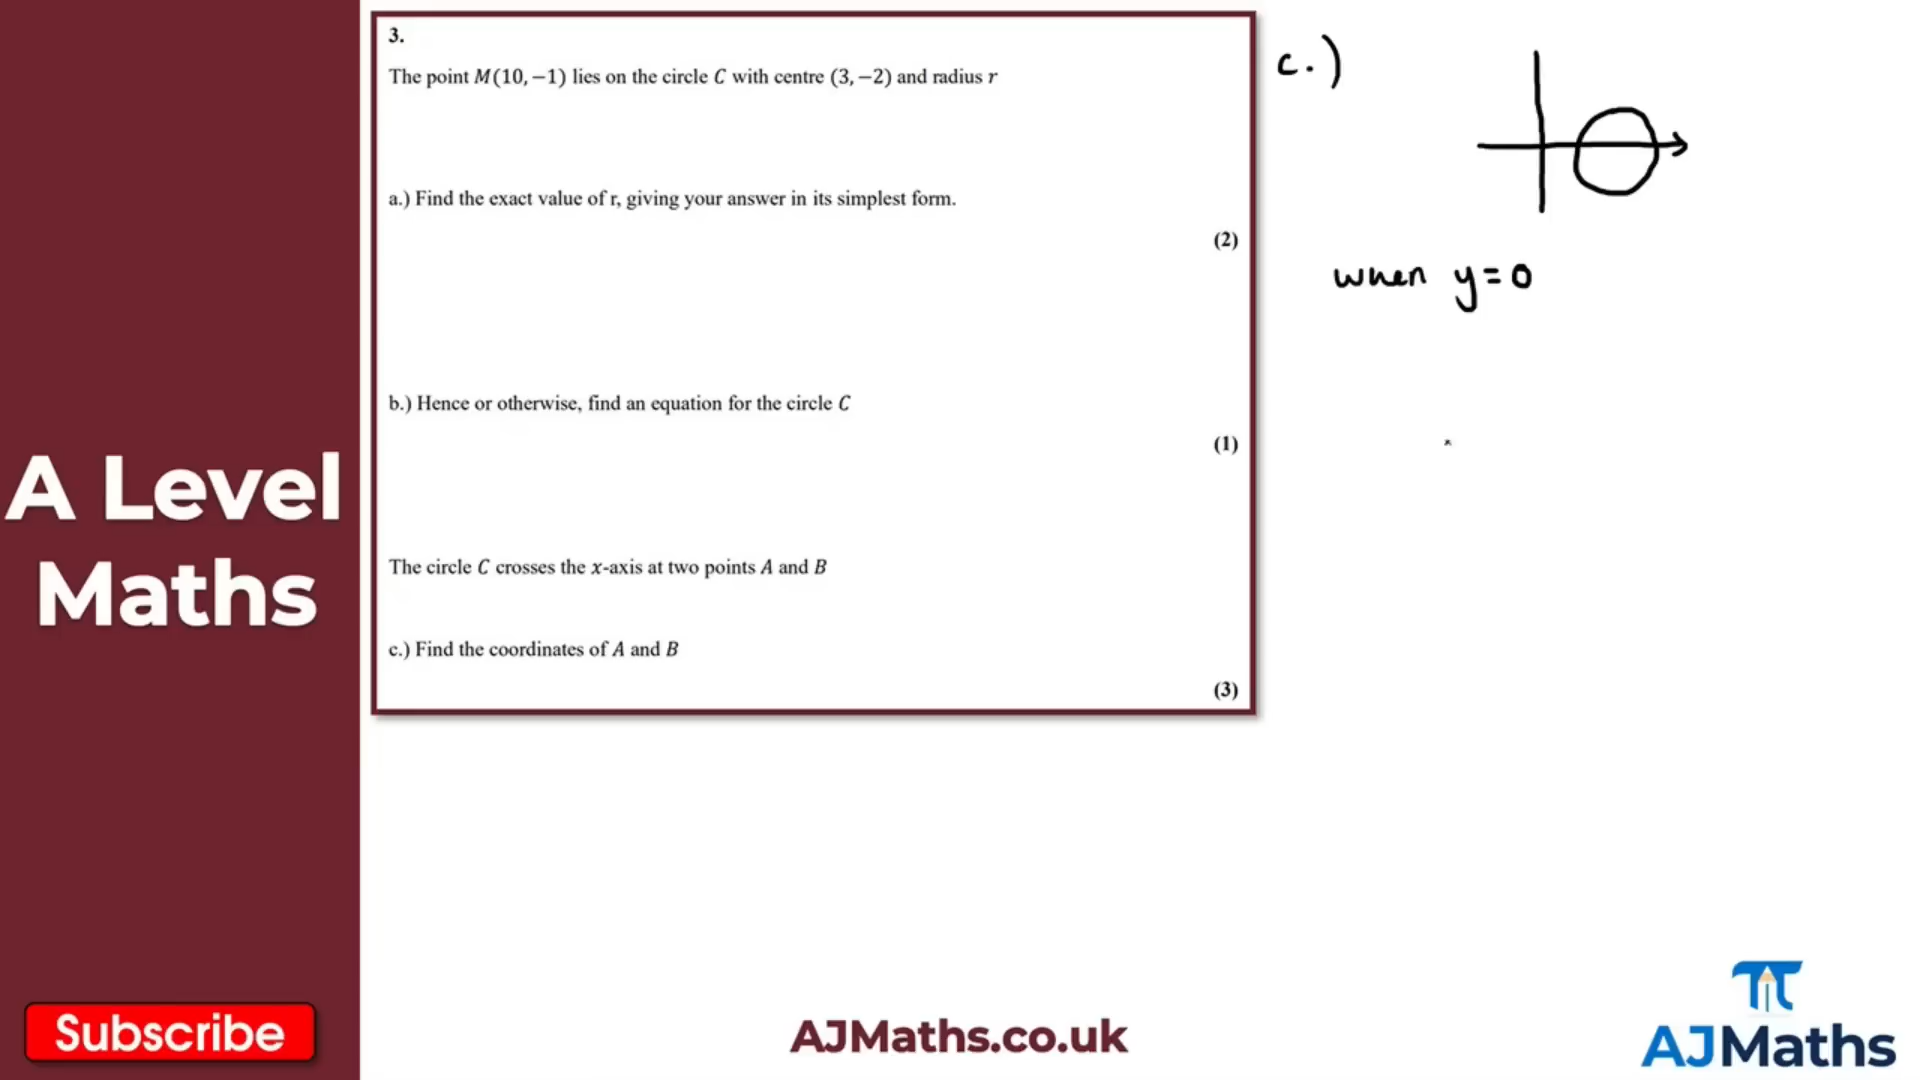 A Level
Maths
Subscribe
3.
The point M(10, −1) lies on the circle C with centre (3, −2) and radius r
a.) Find the exact value of r, giving your answer in its simplest form.
(2)
b.) Hence or otherwise, find an equation for the circle C
(1)
The circle C crosses the x-axis at two points A and B
c.) Find the coordinates of A and B
(3)
c.)
when y=0
AJMaths.co.uk
AJMaths